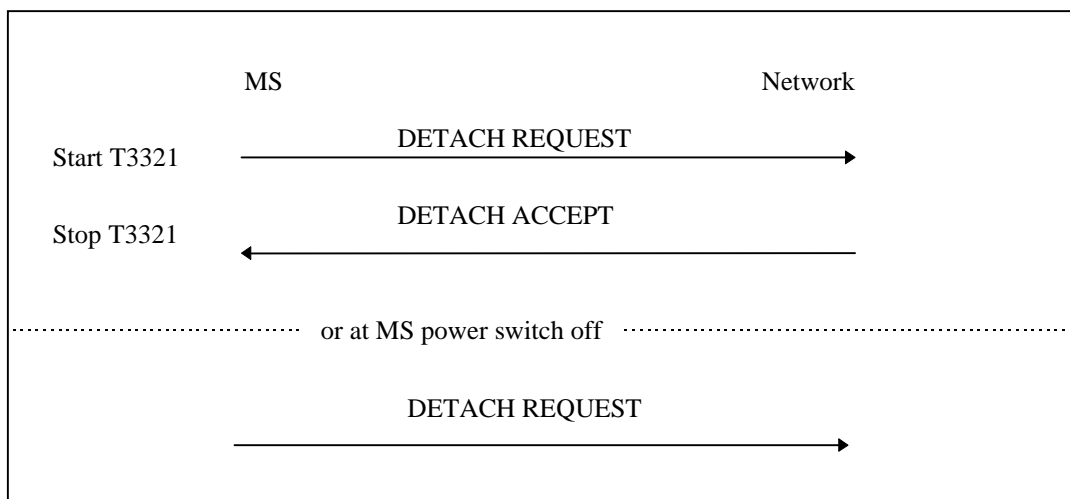 MS Network
DETACH REQUEST
Start T3321
DETACH ACCEPT
Stop T3321
or at MS power switch off
DETACH REQUEST